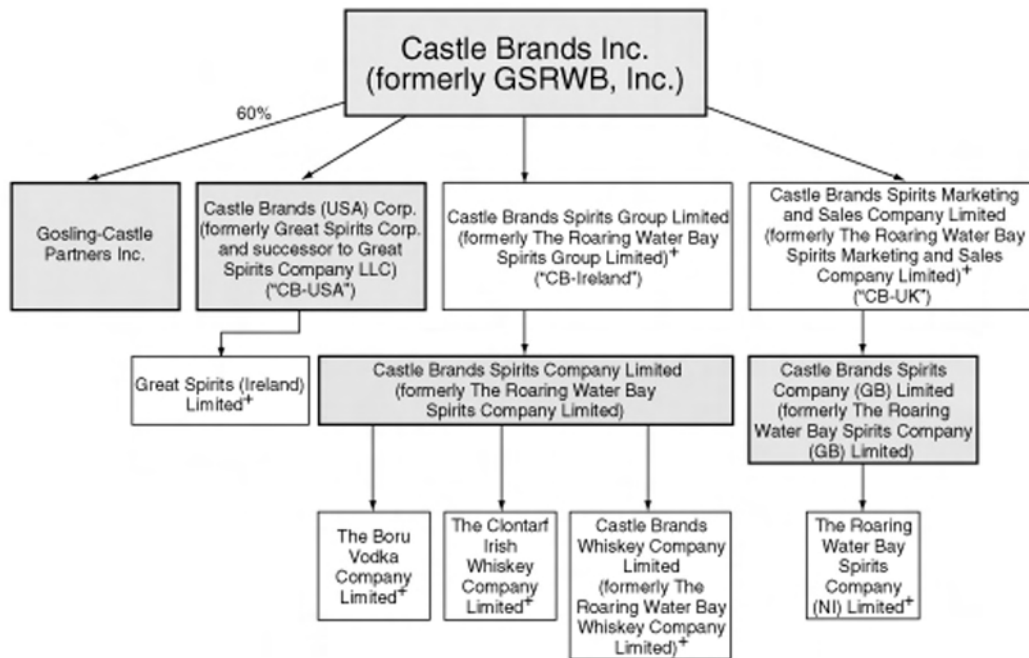 Castle Brands Inc.
(formerly GSRWB, Inc.)
60%
Gosling-Castle
Partners Inc.
Castle Brands (USA) Corp.
(formerly Great Spirits Corp.
and successor to Great
Spirits Company LLC)
("CB-USA")
Castle Brands Spirits Group Limited
(formerly The Roaring Water Bay
Spirits Group Limited)+
("CB-Ireland")
Castle Brands Spirits Marketing
and Sales Company Limited
(formerly The Roaring Water Bay
Spirits Marketing and Sales
Company Limited)+
("CB-UK")
Great Spirits (Ireland)
Limited+
Castle Brands Spirits Company Limited
(formerly The Roaring Water Bay
Spirits Company Limited)
Castle Brands Spirits
Company (GB) Limited
(formerly The Roaring
Water Bay Spirits Company
(GB) Limited)
The Boru
Vodka
Company
Limited+
The Clontarf
Irish
Whiskey
Company
Limited+
Castle Brands
Whiskey Company
Limited
(formerly The
Roaring Water Bay
Whiskey Company
Limited)+
The Roaring
Water Bay
Spirits
Company
(NI) Limited+